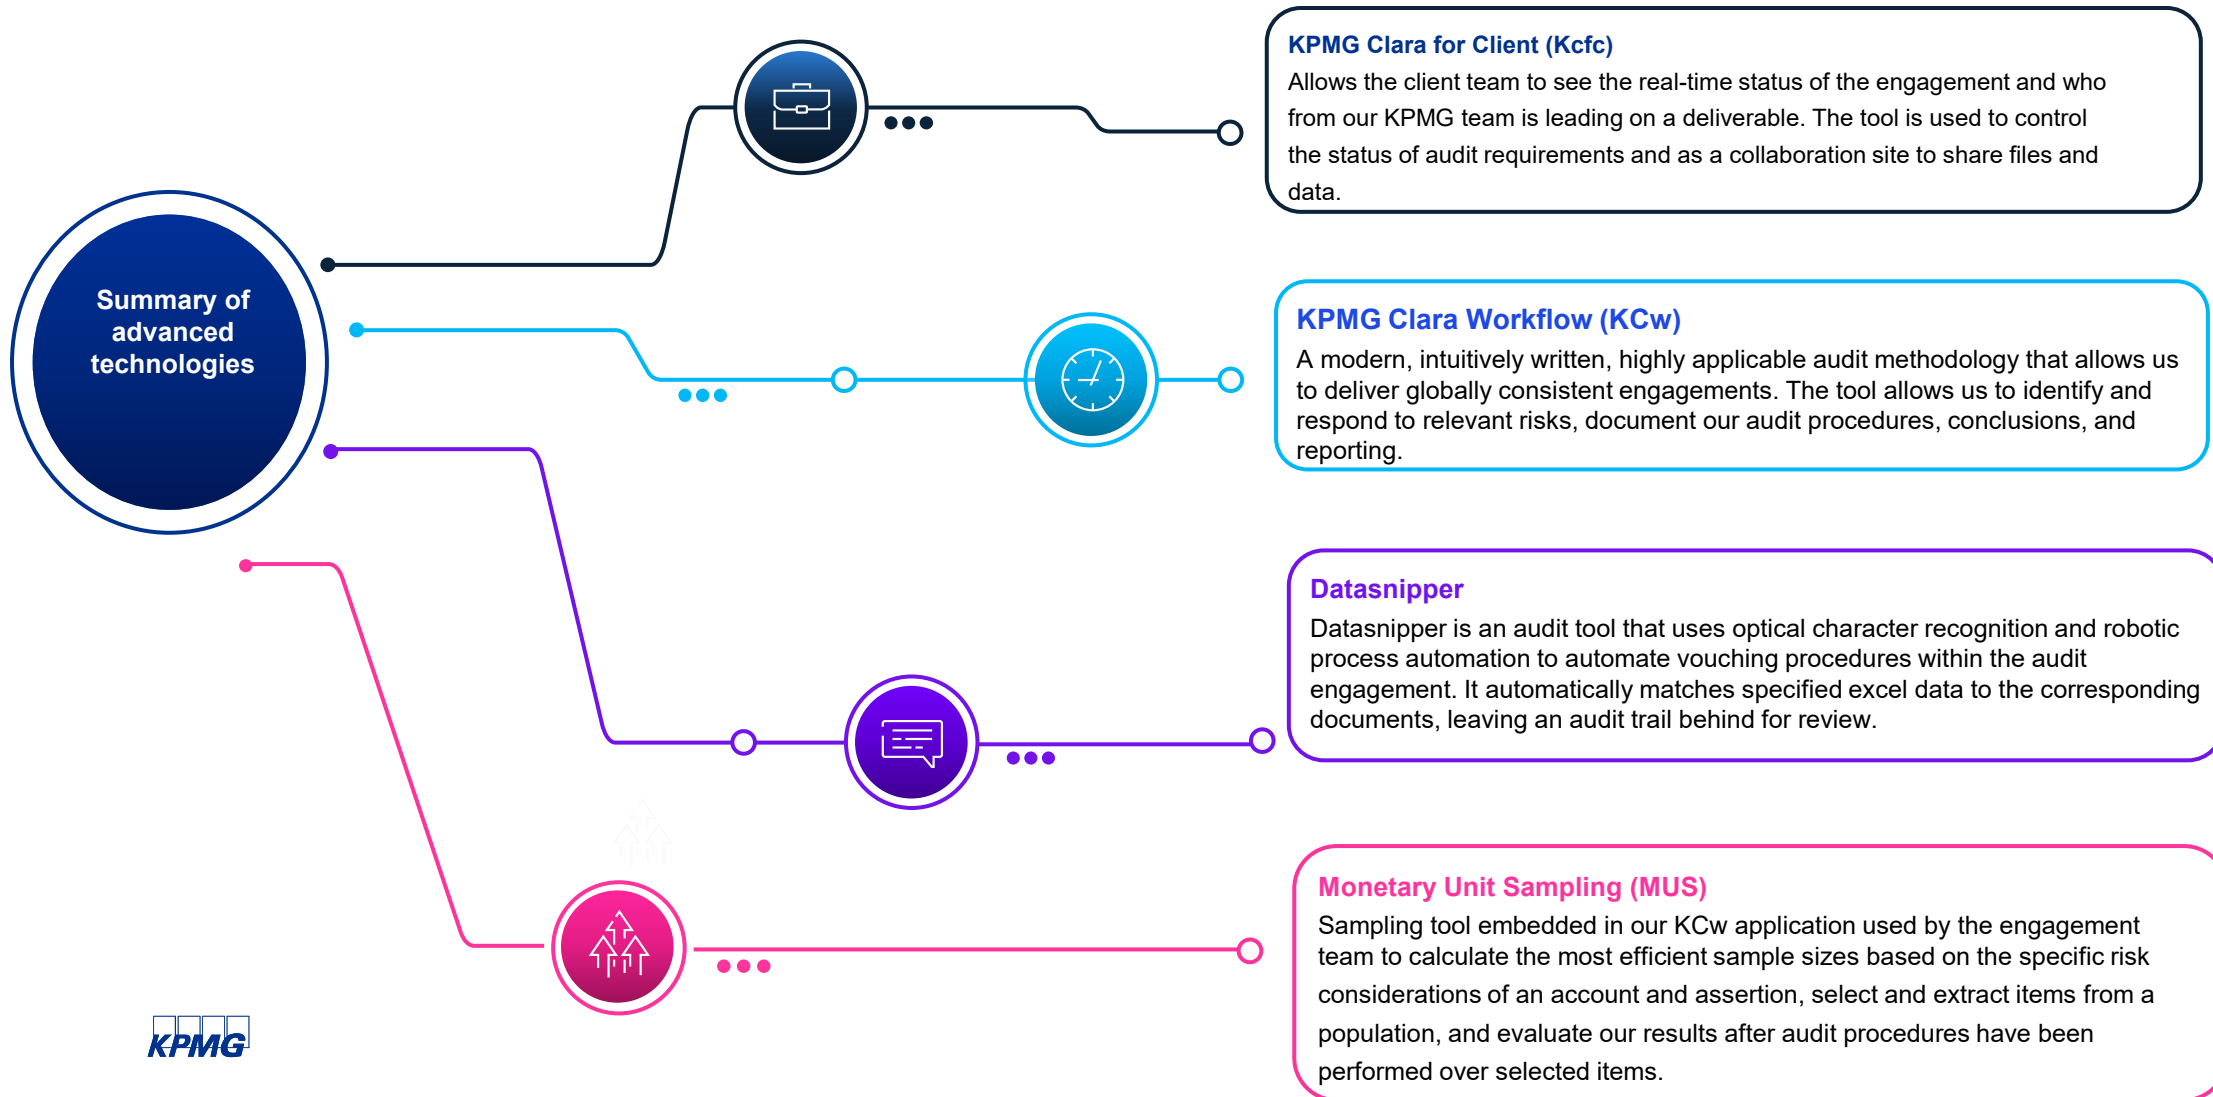 Summary of
advanced
technologies
KPMG Clara for Client (Kcfc)
Allows the client team to see the real-time status of the engagement and who
from our KPMG team is leading on a deliverable. The tool is used to control
the status of audit requirements and as a collaboration site to share files and
data.
KPMG Clara Workflow (KCw)
A modern, intuitively written, highly applicable audit methodology that allows us
to deliver globally consistent engagements. The tool allows us to identify and
respond to relevant risks, document our audit procedures, conclusions, and
reporting.
Datasnipper
Datasnipper is an audit tool that uses optical character recognition and robotic
process automation to automate vouching procedures within the audit
engagement. It automatically matches specified excel data to the corresponding
documents, leaving an audit trail behind for review.
Monetary Unit Sampling (MUS)
Sampling tool embedded in our KCw application used by the engagement
team to calculate the most efficient sample sizes based on the specific risk
considerations of an account and assertion, select and extract items from a
population, and evaluate our results after audit procedures have been
performed over selected items.
KPMG